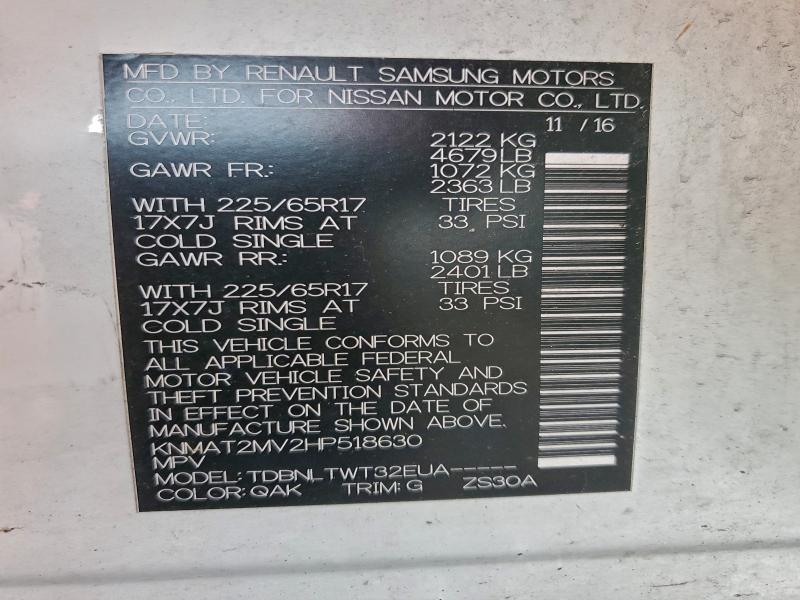 MFD BY RENAULT SAMSUNG MOTORS
CO., LTD. FOR NISSAN MOTOR CO., LTD.
DATE: 11 / 16
GVWR: 2122 KG
4679 LB
GAWR FR.: 1072 KG
2363 LB
WITH 225/65R17 TIRES
17X7J RIMS AT 33 PSI
COLD SINGLE
GAWR RR.: 1089 KG
2401 LB
WITH 225/65R17 TIRES
17X7J RIMS AT 33 PSI
COLD SINGLE
THIS VEHICLE CONFORMS TO
ALL APPLICABLE FEDERAL
MOTOR VEHICLE SAFETY AND
THEFT PREVENTION STANDARDS
IN EFFECT ON THE DATE OF
MANUFACTURE SHOWN ABOVE.
KNMAT2MV2HP518630
MPV
MODEL: TDBNLTWT32EUA-----
COLOR: QAK TRIM: G ZS30A